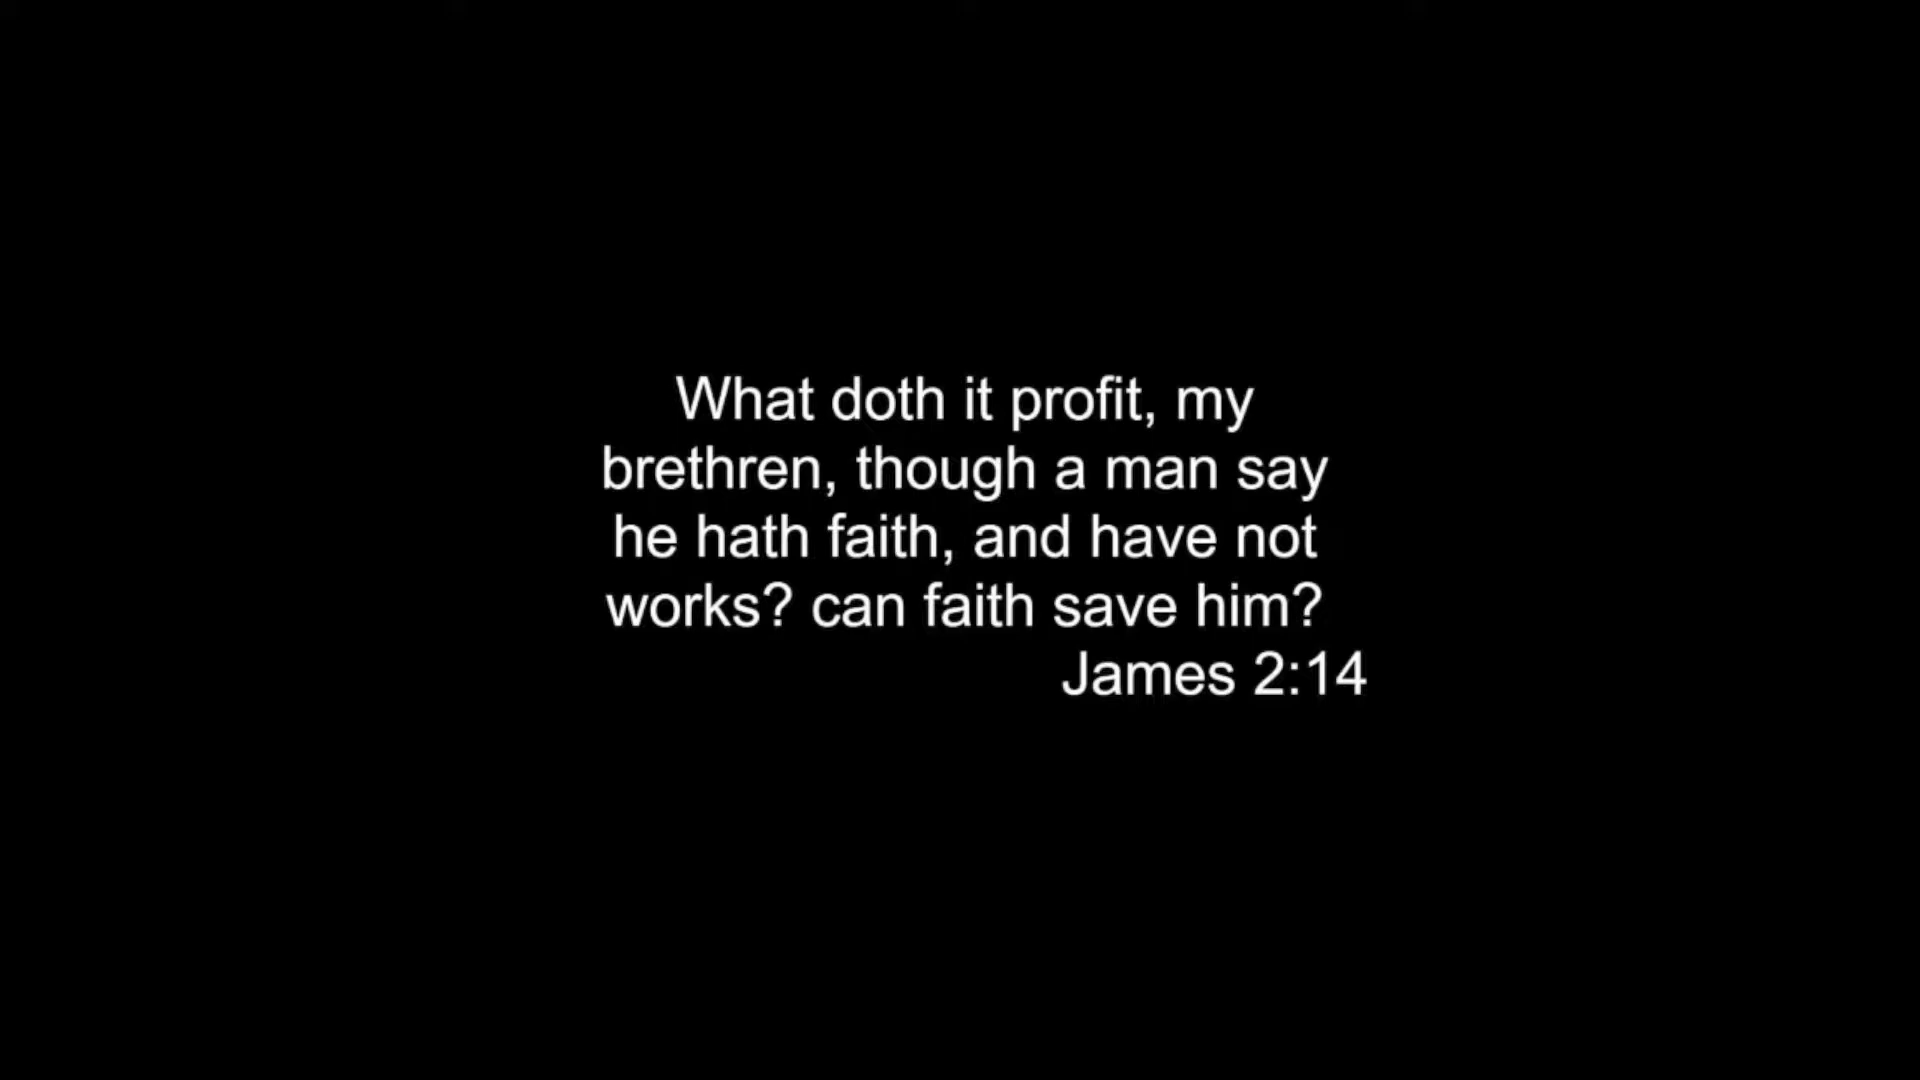 What doth it profit, my
brethren, though a man say
he hath faith, and have not
works? can faith save him?
James 2:14